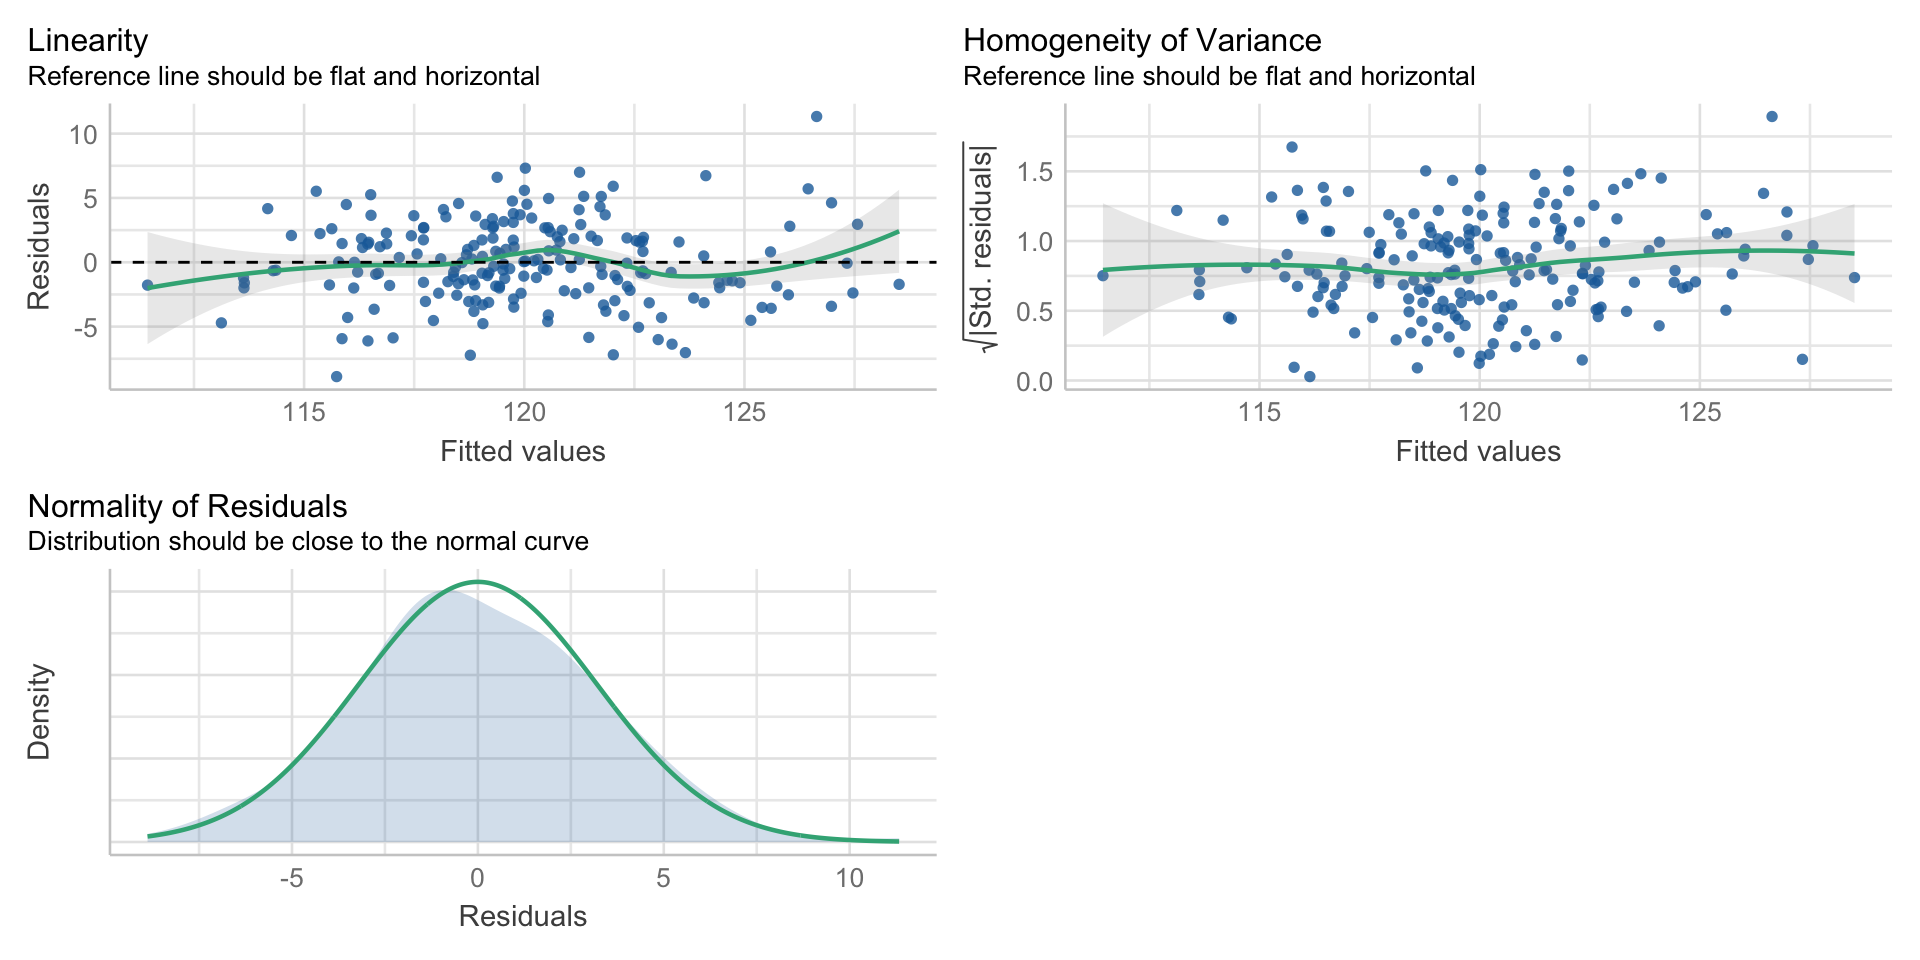 Linearity
Reference line should be flat and horizontal
10
5
0
-5
Residuals
115
120
125
Fitted values
Homogeneity of Variance
Reference line should be flat and horizontal
1.5
1.0
0.5
0.0
√|Std. residuals|
115
120
125
Fitted values
Normality of Residuals
Distribution should be close to the normal curve
Density
-5
0
5
10
Residuals